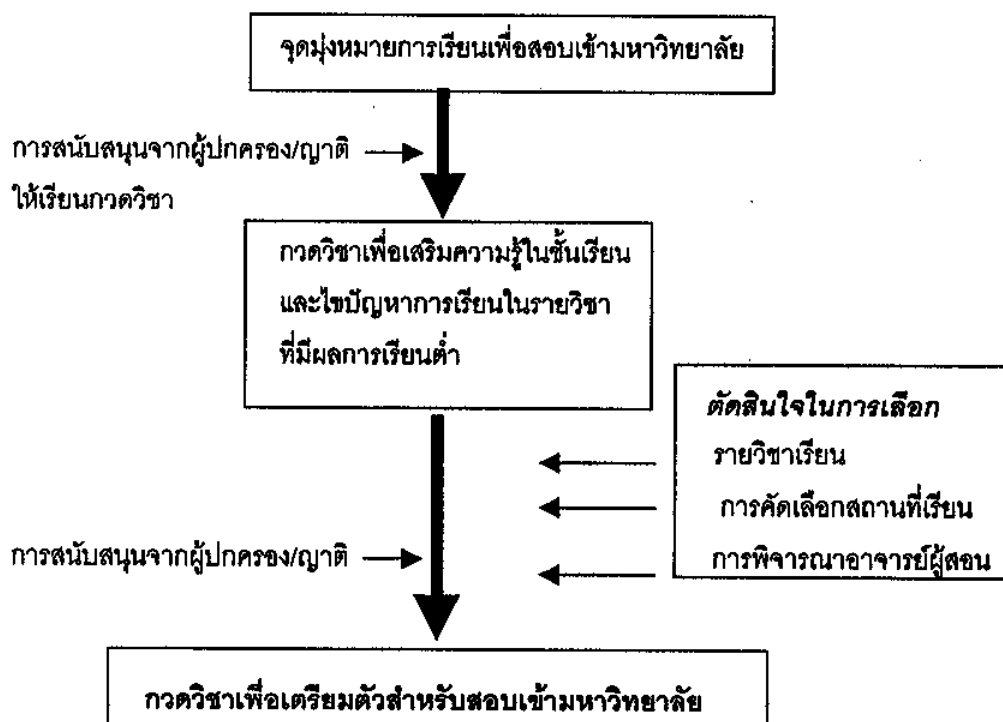 จุดมุ่งหมายการเรียนเพื่อสอบเข้ามหาวิทยาลัย
การสนับสนุนจากผู้ปกครอง/ญาติ
ให้เรียนกวดวิชา
กวดวิชาเพื่อเสริมความรู้ในชั้นเรียน
และไขปัญหาการเรียนในรายวิชา
ที่มีผลการเรียนต่ำ
ตัดสินใจในการเลือก
รายวิชาเรียน
การคัดเลือกสถานที่เรียน
การพิจารณาอาจารย์ผู้สอน
การสนับสนุนจากผู้ปกครอง/ญาติ
กวดวิชาเพื่อเตรียมตัวสำหรับสอบเข้ามหาวิทยาลัย